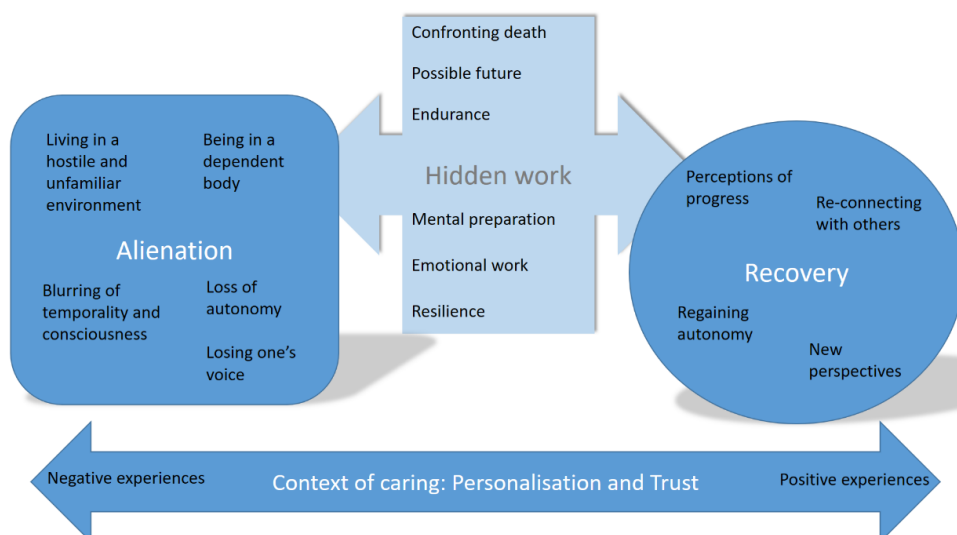 Confronting death
Possible future
Endurance
Hidden work
Mental preparation
Emotional work
Resilience
Living in a
hostile and
unfamiliar
environment
Being in a
dependent
body
Alienation
Blurring of
temporality and
consciousness
Loss of
autonomy
Losing one’s
voice
Perceptions of
progress
Re-connecting
with others
Recovery
Regaining
autonomy
New
perspectives
Negative experiences
Context of caring: Personalisation and Trust
Positive experiences